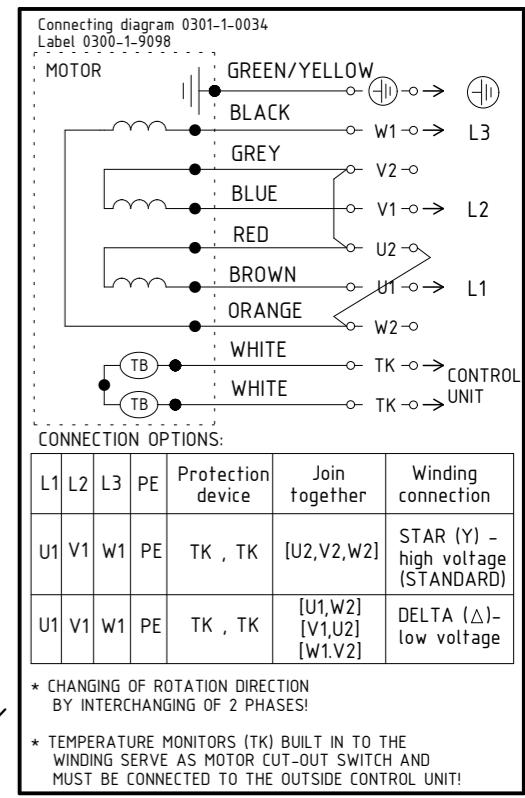 Connecting diagram 0301-1-0034
Label 0300-1-9098
MOTOR
GREEN/YELLOW
BLACK
W1
L3
GREY
V2
BLUE
V1
L2
RED
U2
BROWN
U1
L1
ORANGE
W2
WHITE
TB
TK
CONTROL
UNIT
WHITE
TB
TK
CONNECTION OPTIONS:
L1 L2 L3 PE Protection device Join together Winding connection
U1 V1 W1 PE TK , TK [U2,V2,W2] STAR (Y) - high voltage (STANDARD)
U1 V1 W1 PE TK , TK [U1,W2] [V1,U2] [W1.V2] DELTA (△)- low voltage
* CHANGING OF ROTATION DIRECTION
BY INTERCHANGING OF 2 PHASES!
* TEMPERATURE MONITORS (TK) BUILT IN TO THE
WINDING SERVE AS MOTOR CUT-OUT SWITCH AND
MUST BE CONNECTED TO THE OUTSIDE CONTROL UNIT!